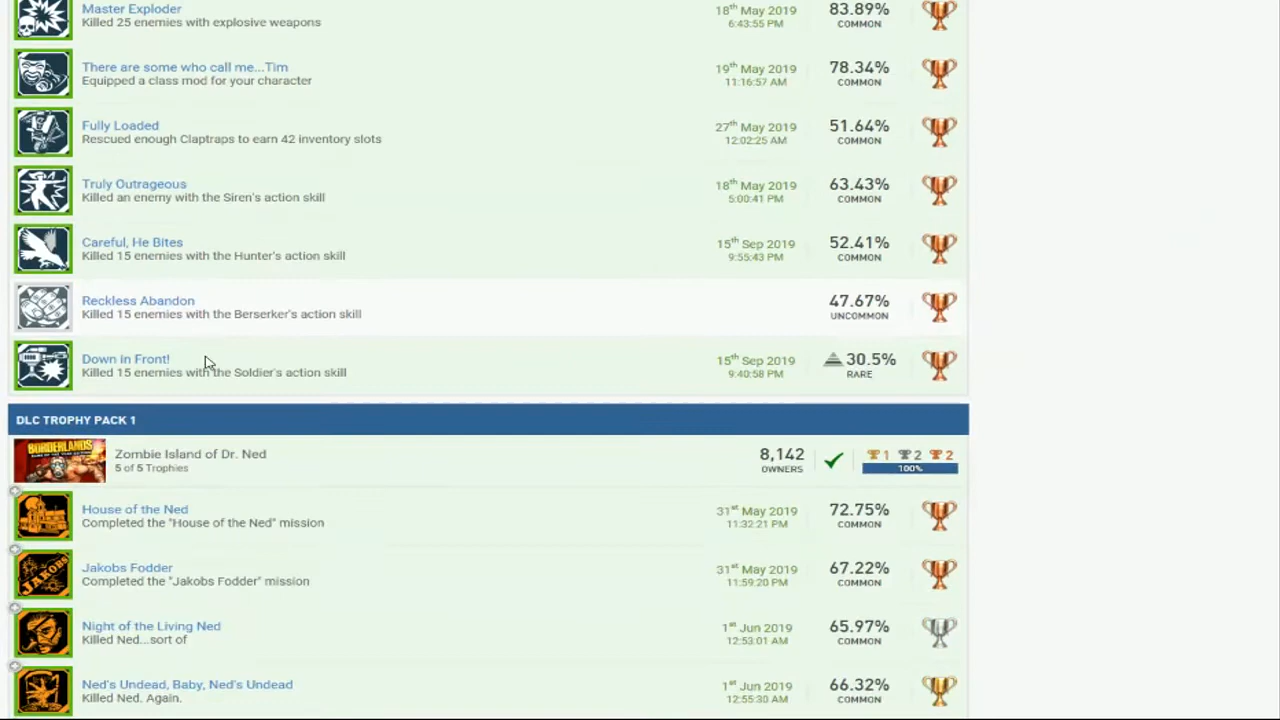 Master Exploder
Killed 25 enemies with explosive weapons
18th May 2019
6:43:55 PM
83.89%
COMMON
There are some who call me...Tim
Equipped a class mod for your character
19th May 2019
11:16:57 AM
78.34%
COMMON
Fully Loaded
Rescued enough Claptraps to earn 42 inventory slots
27th May 2019
12:02:25 AM
51.64%
COMMON
Truly Outrageous
Killed an enemy with the Siren's action skill
18th May 2019
5:00:41 PM
63.43%
COMMON
Careful, He Bites
Killed 15 enemies with the Hunter's action skill
15th Sep 2019
9:55:43 PM
52.41%
COMMON
Reckless Abandon
Killed 15 enemies with the Berserker's action skill
47.67%
UNCOMMON
Down in Front!
Killed 15 enemies with the Soldier's action skill
15th Sep 2019
9:40:58 PM
30.5%
RARE
DLC TROPHY PACK 1
BORDERLANDS
Zombie Island of Dr. Ned
5 of 5 Trophies
8,142
OWNERS
1 2 2
100%
House of the Ned
Completed the "House of the Ned" mission
31st May 2019
11:32:21 PM
72.75%
COMMON
JAKOBS
Jakobs Fodder
Completed the "Jakobs Fodder" mission
31st May 2019
11:59:20 PM
67.22%
COMMON
Night of the Living Ned
Killed Ned...sort of
1st Jun 2019
12:53:01 AM
65.97%
COMMON
Ned's Undead, Baby, Ned's Undead
Killed Ned. Again.
1st Jun 2019
12:55:30 AM
66.32%
COMMON